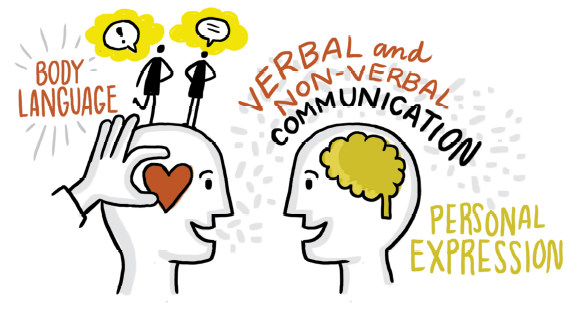 BODY
LANGUAGE
VERBAL and
NON-VERBAL
COMMUNICATION
PERSONAL
EXPRESSION